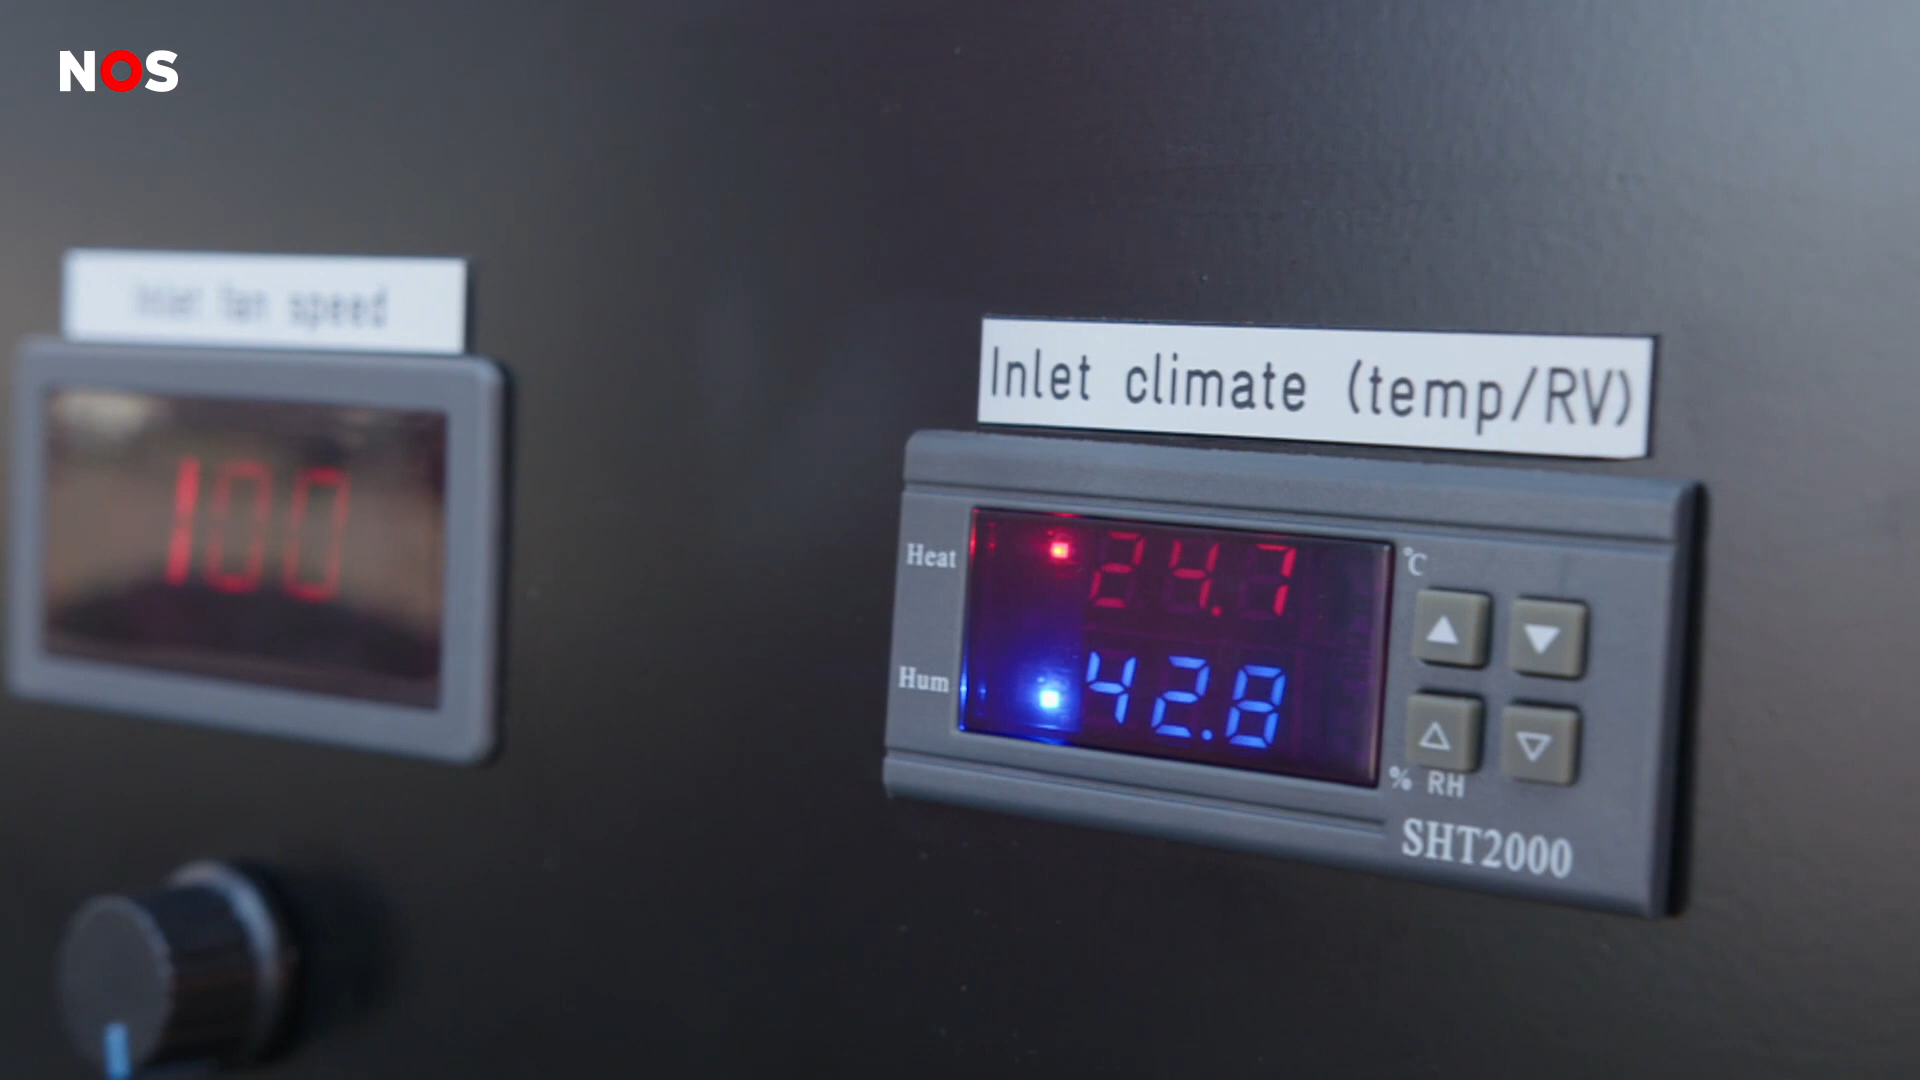 NOS
Inlet fan speed
100
Inlet climate (temp/RV)
Heat
24.7
°C
Hum
42.8
% RH
SHT2000